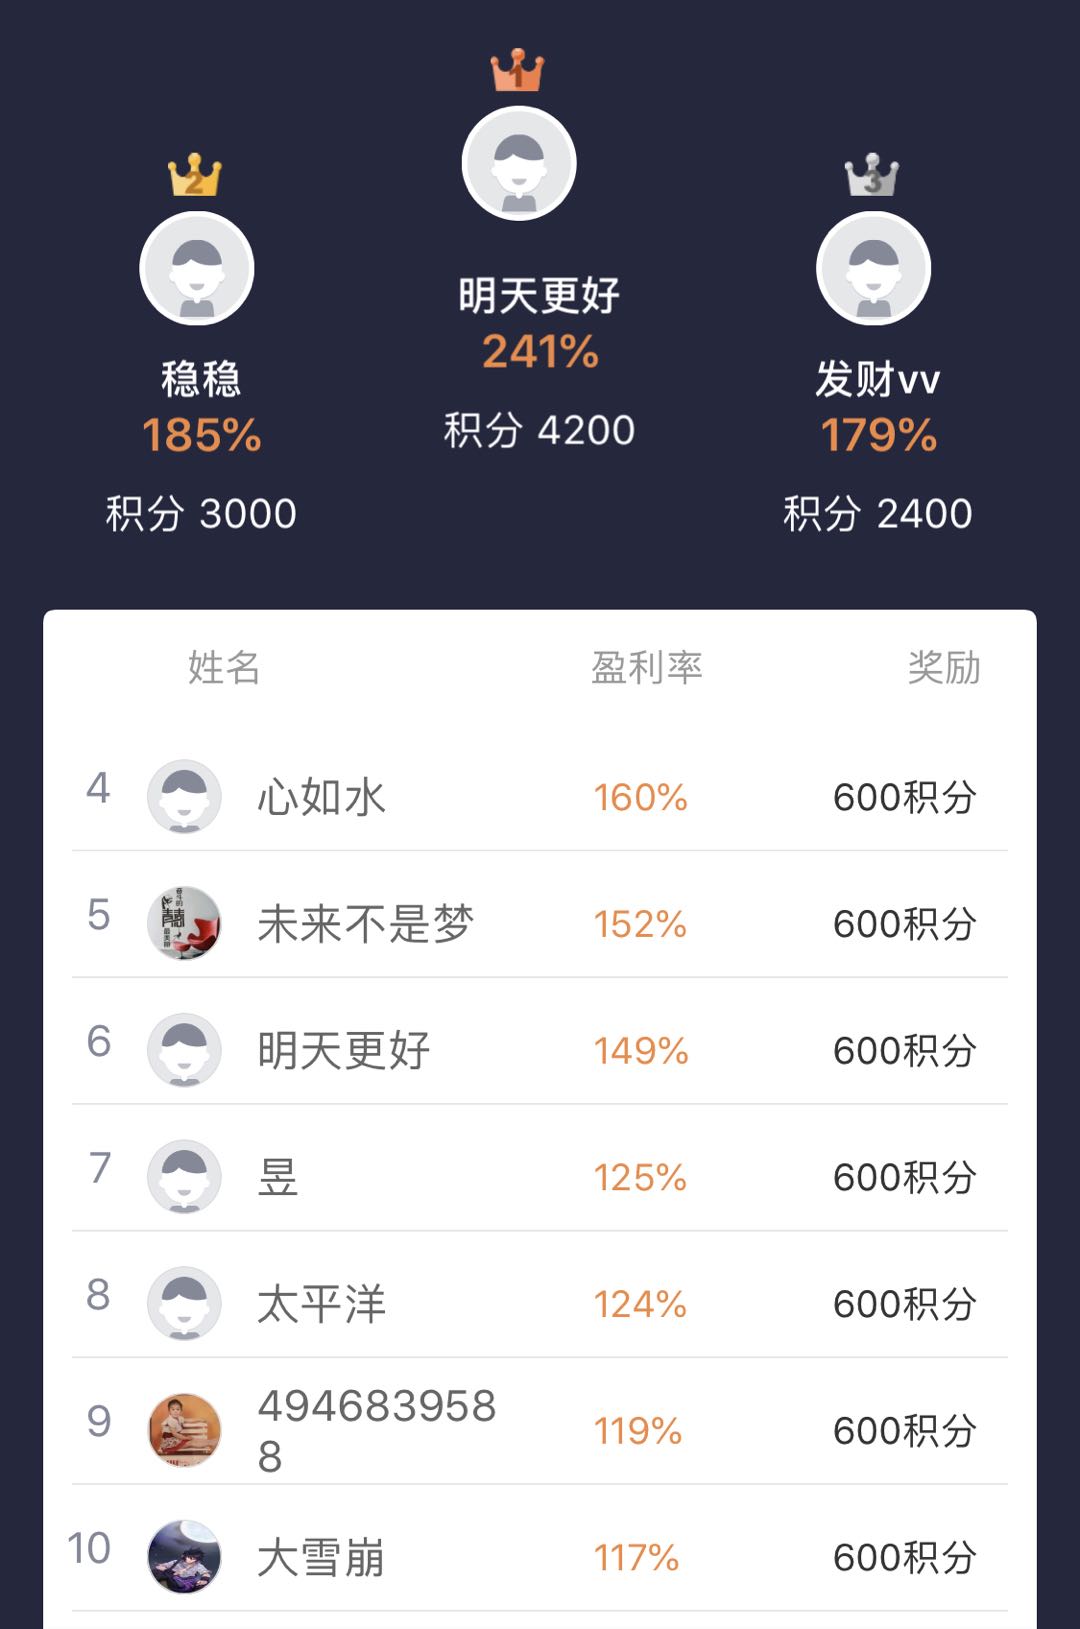 1
明天更好
241%
积分 4200
2
稳稳
185%
积分 3000
3
发财vv
179%
积分 2400
姓名 盈利率 奖励
4 心如水 160% 600积分
5 未来不是梦 152% 600积分
6 明天更好 149% 600积分
7 昱 125% 600积分
8 太平洋 124% 600积分
9 494683958
8 119% 600积分
10 大雪崩 117% 600积分